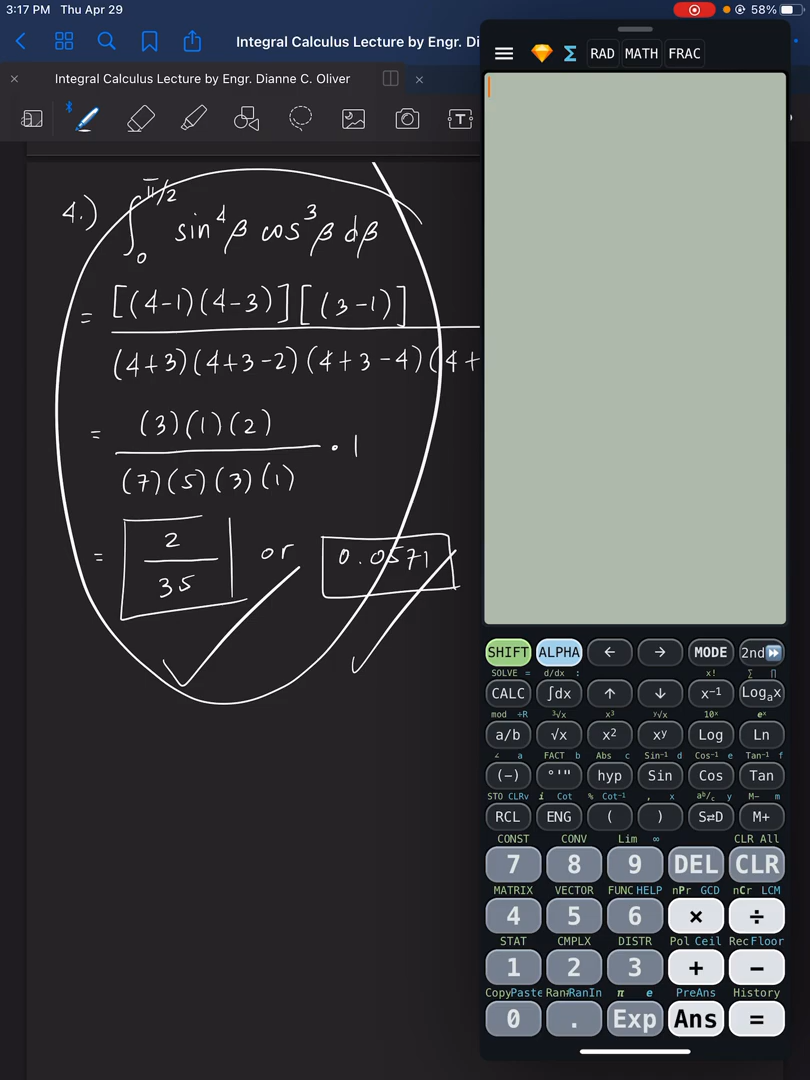 3:17 PM Thu Apr 29
58%
Integral Calculus Lecture by Engr. Di
Integral Calculus Lecture by Engr. Dianne C. Oliver
T
4.) ∫₀^π/2 sin⁴β cos³β dβ
= [(4-1)(4-3)][(3-1)]
(4+3)(4+3-2)(4+3-4)(4+
= (3)(1)(2)
(7)(5)(3)(1) · 1
= 2/35 or 0.0571
RAD MATH FRAC
SHIFT ALPHA ← → MODE 2nd
SOLVE = d/dx : x! ∑ ∏
CALC ∫dx ↑ ↓ x⁻¹ Logₐx
mod ÷R ³√x x³ ʸ√x 10ˣ eˣ
a/b √x x² xʸ Log Ln
∠ a FACT b Abs c Sin⁻¹ d Cos⁻¹ e Tan⁻¹ f
(−) °'" hyp Sin Cos Tan
STO CLRv i Cot % Cot⁻¹ , x aᵇ/c y M− m
RCL ENG ( ) S⇄D M+
CONST CONV Lim ∞ CLR All
7 8 9 DEL CLR
MATRIX VECTOR FUNC HELP nPr GCD nCr LCM
4 5 6 × ÷
STAT CMPLX DISTR Pol Ceil Rec Floor
1 2 3 + −
Copy Paste Ran# RanIn π e PreAns History
0 . Exp Ans =